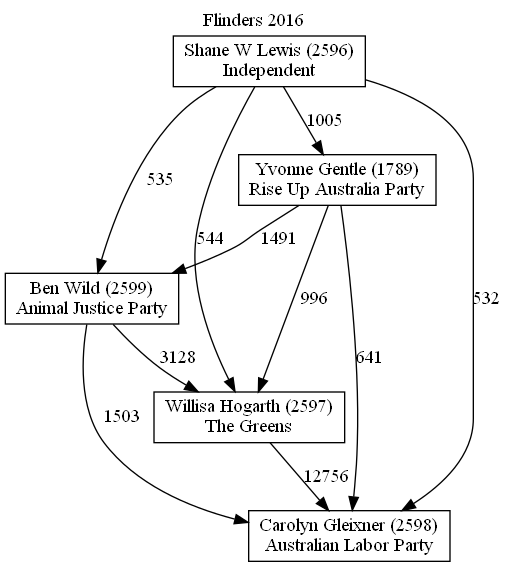 Flinders 2016
Shane W Lewis (2596)
Independent
1005
Yvonne Gentle (1789)
Rise Up Australia Party
535
544
1491
532
Ben Wild (2599)
Animal Justice Party
996
3128
641
Willisa Hogarth (2597)
The Greens
1503
12756
Carolyn Gleixner (2598)
Australian Labor Party